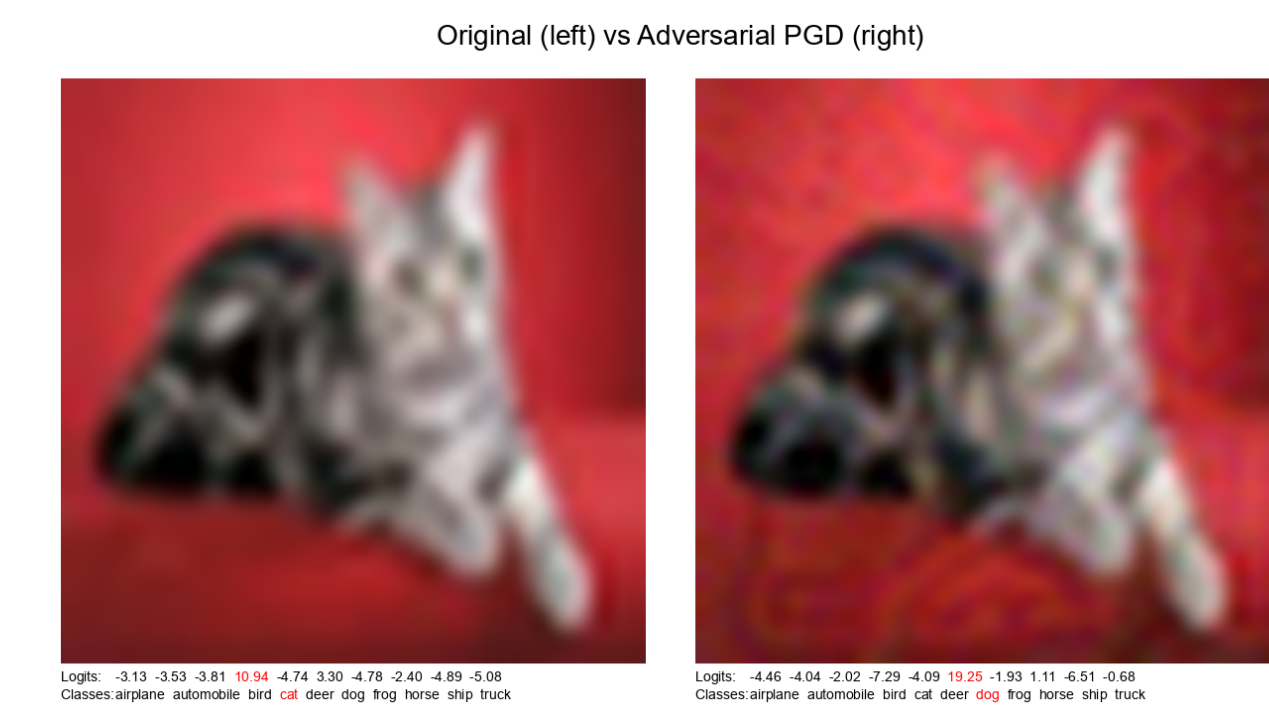 Original (left) vs Adversarial PGD (right)
Logits: -3.13 -3.53 -3.81 10.94 -4.74 3.30 -4.78 -2.40 -4.89 -5.08
Classes:airplane automobile bird cat deer dog frog horse ship truck
Logits: -4.46 -4.04 -2.02 -7.29 -4.09 19.25 -1.93 1.11 -6.51 -0.68
Classes:airplane automobile bird cat deer dog frog horse ship truck